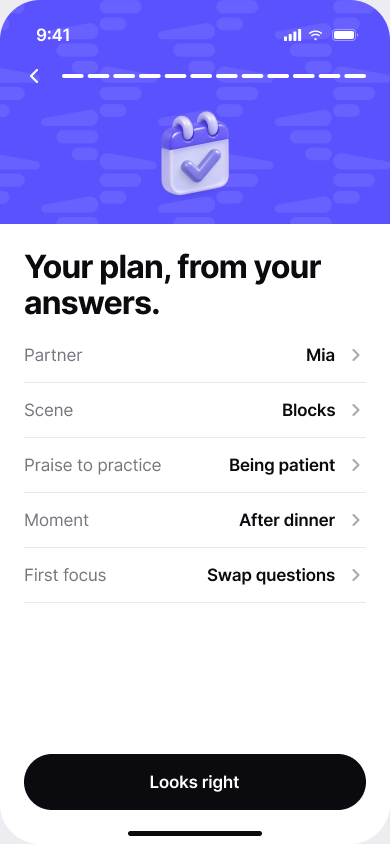 9:41
Your plan, from your
answers.
Partner Mia
Scene Blocks
Praise to practice Being patient
Moment After dinner
First focus Swap questions
Looks right